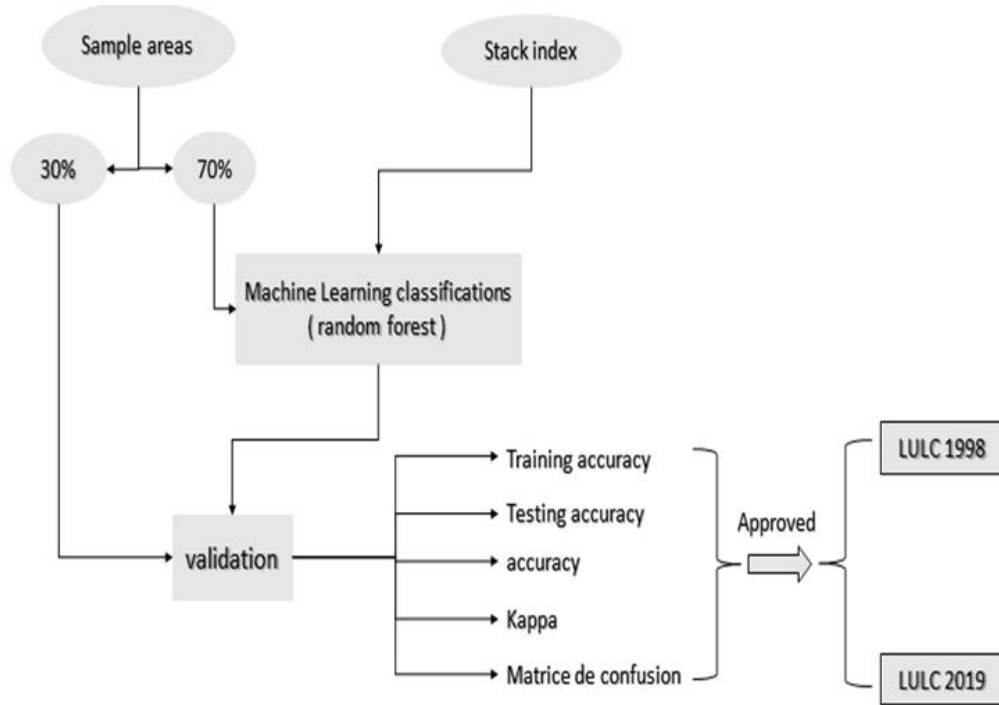 Sample areas
Stack index
30%
70%
Machine Learning classifications
( random forest )
validation
Training accuracy
Testing accuracy
accuracy
Kappa
Matrice de confusion
Approved
LULC 1998
LULC 2019